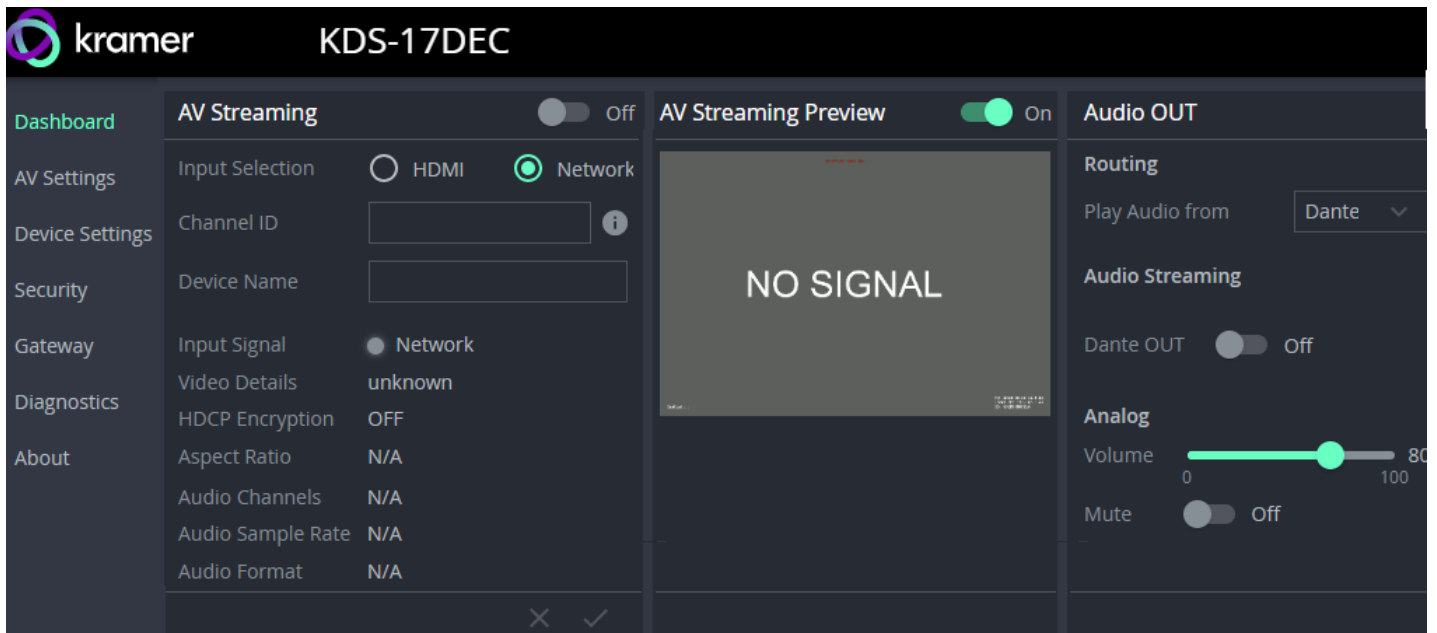 kramer KDS-17DEC
Dashboard
AV Settings
Device Settings
Security
Gateway
Diagnostics
About
AV Streaming Off
Input Selection HDMI Network
Channel ID
Device Name
Input Signal Network
Video Details unknown
HDCP Encryption OFF
Aspect Ratio N/A
Audio Channels N/A
Audio Sample Rate N/A
Audio Format N/A
AV Streaming Preview On
NO SIGNAL
Audio OUT
Routing
Play Audio from Dante
Audio Streaming
Dante OUT Off
Analog
Volume 80
0 100
Mute Off